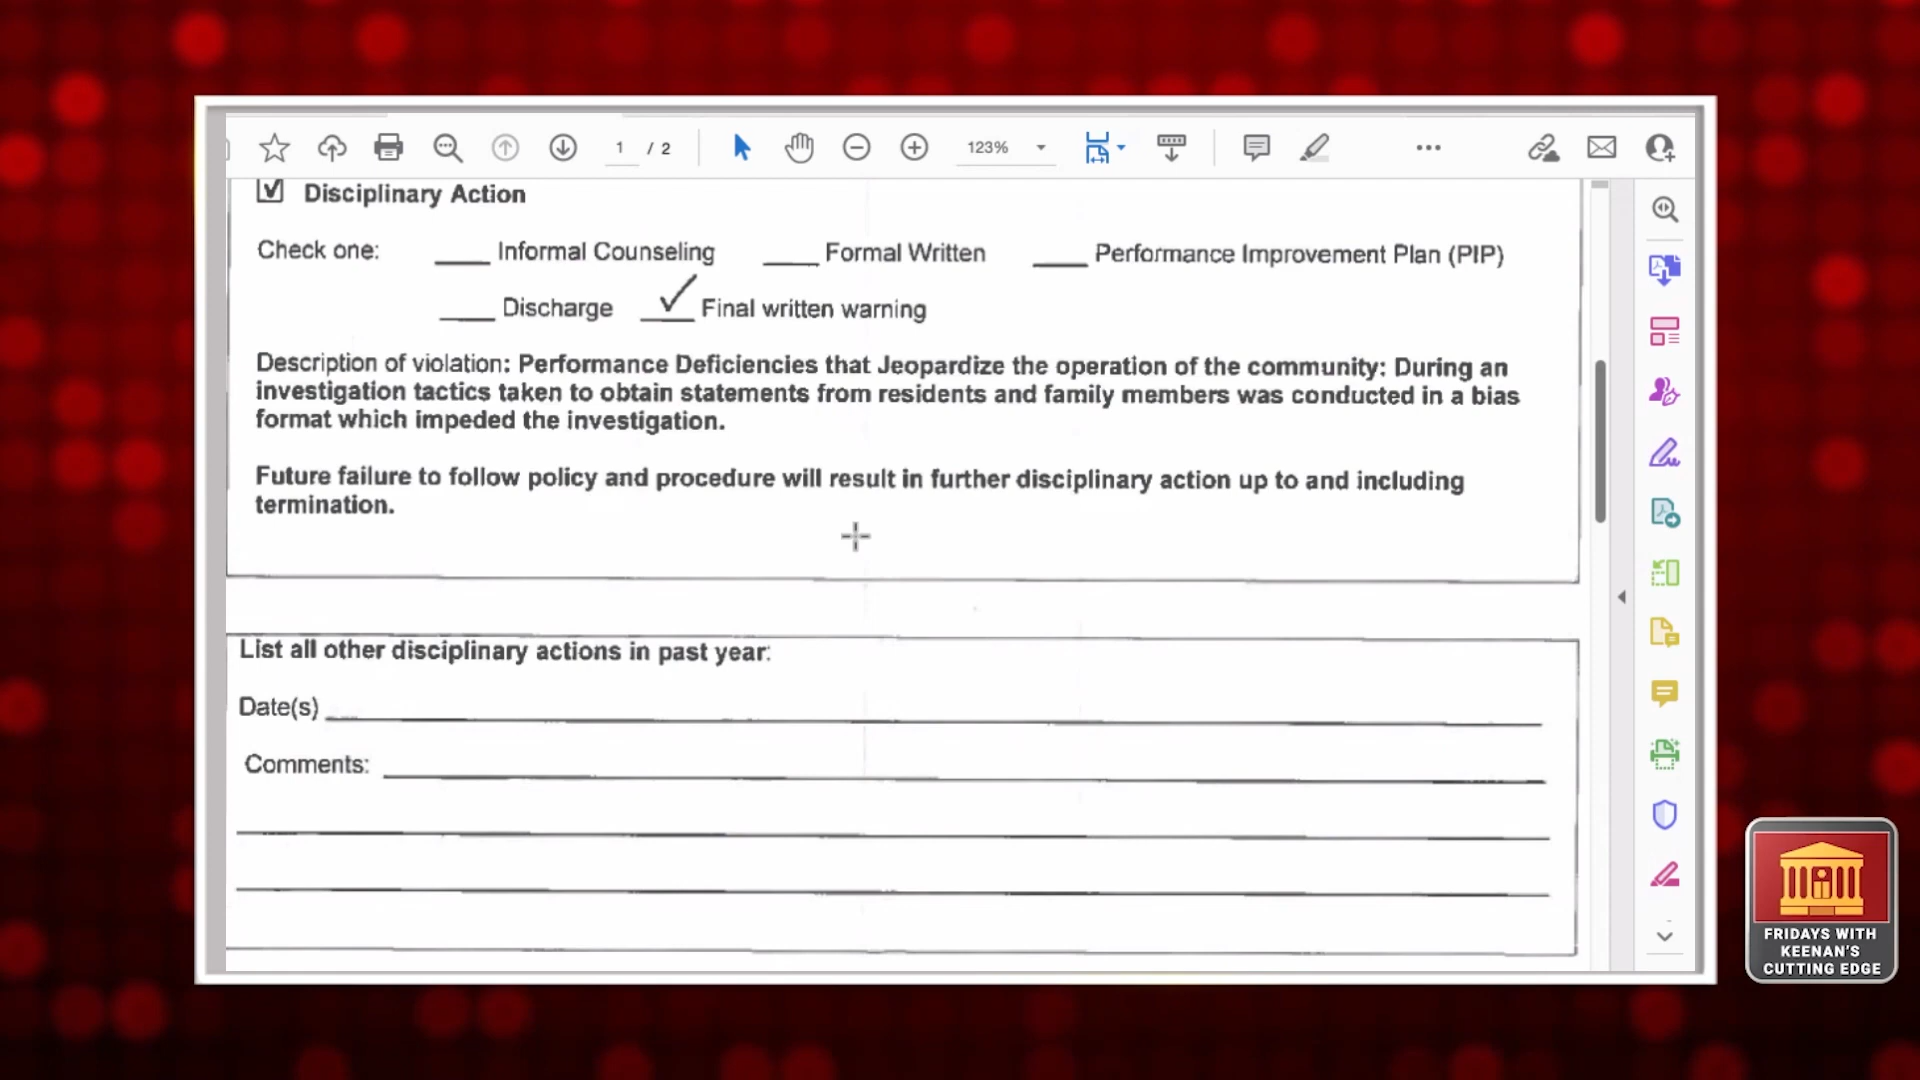 1 / 2
123%
Disciplinary Action
Check one: ____ Informal Counseling ____ Formal Written ____ Performance Improvement Plan (PIP)
____ Discharge ____ Final written warning
Description of violation: Performance Deficiencies that Jeopardize the operation of the community: During an
investigation tactics taken to obtain statements from residents and family members was conducted in a bias
format which impeded the investigation.
Future failure to follow policy and procedure will result in further disciplinary action up to and including
termination.
List all other disciplinary actions in past year:
Date(s)
Comments:
FRIDAYS WITH
KEENAN'S
CUTTING EDGE